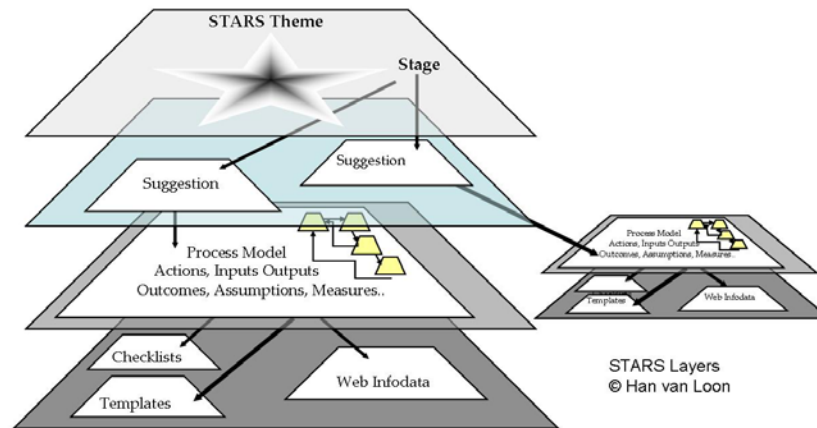 STARS Theme
Stage
Suggestion
Suggestion
Process Model
Actions, Inputs Outputs
Outcomes, Assumptions, Measures..
Checklists
Templates
Web Infodata
Process Model
Actions, Inputs Outputs
Outcomes, Assumptions, Measures..
Templates
Web Infodata
STARS Layers
© Han van Loon